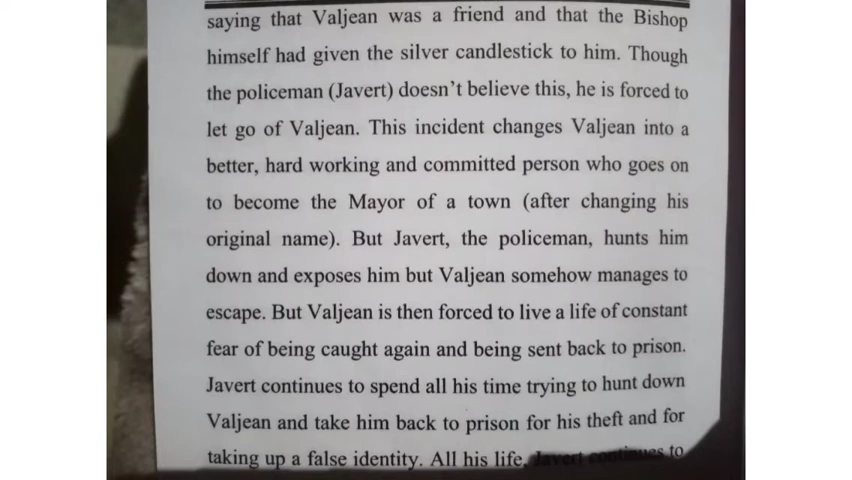 saying that Valjean was a friend and that the Bishop
himself had given the silver candlestick to him. Though
the policeman (Javert) doesn't believe this, he is forced to
let go of Valjean. This incident changes Valjean into a
better, hard working and committed person who goes on
to become the Mayor of a town (after changing his
original name). But Javert, the policeman, hunts him
down and exposes him but Valjean somehow manages to
escape. But Valjean is then forced to live a life of constant
fear of being caught again and being sent back to prison.
Javert continues to spend all his time trying to hunt down
Valjean and take him back to prison for his theft and for
taking up a false identity. All his life, Javert continues to